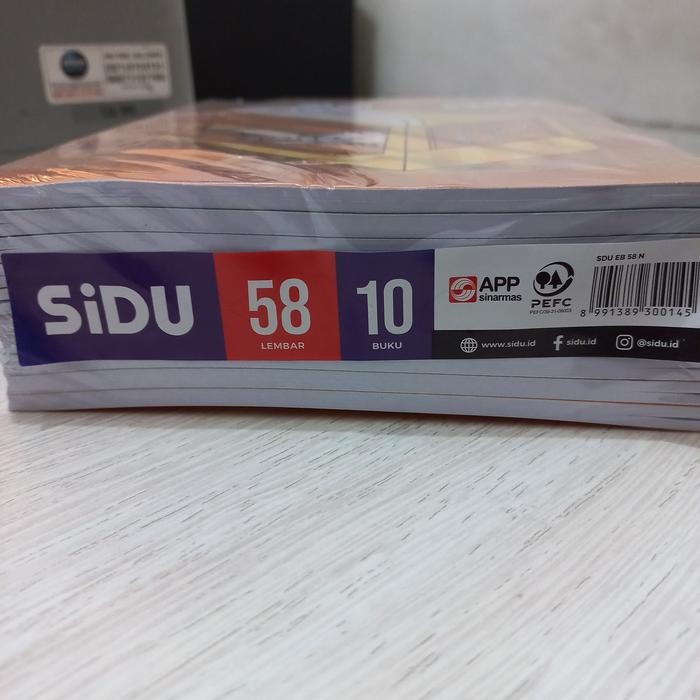 SiDU
58
LEMBAR
10
BUKU
APP
sinarmas
PEFC
SDU EB 58 N
8 991389 300145
www.sidu.id
sidu.id
@sidu.id